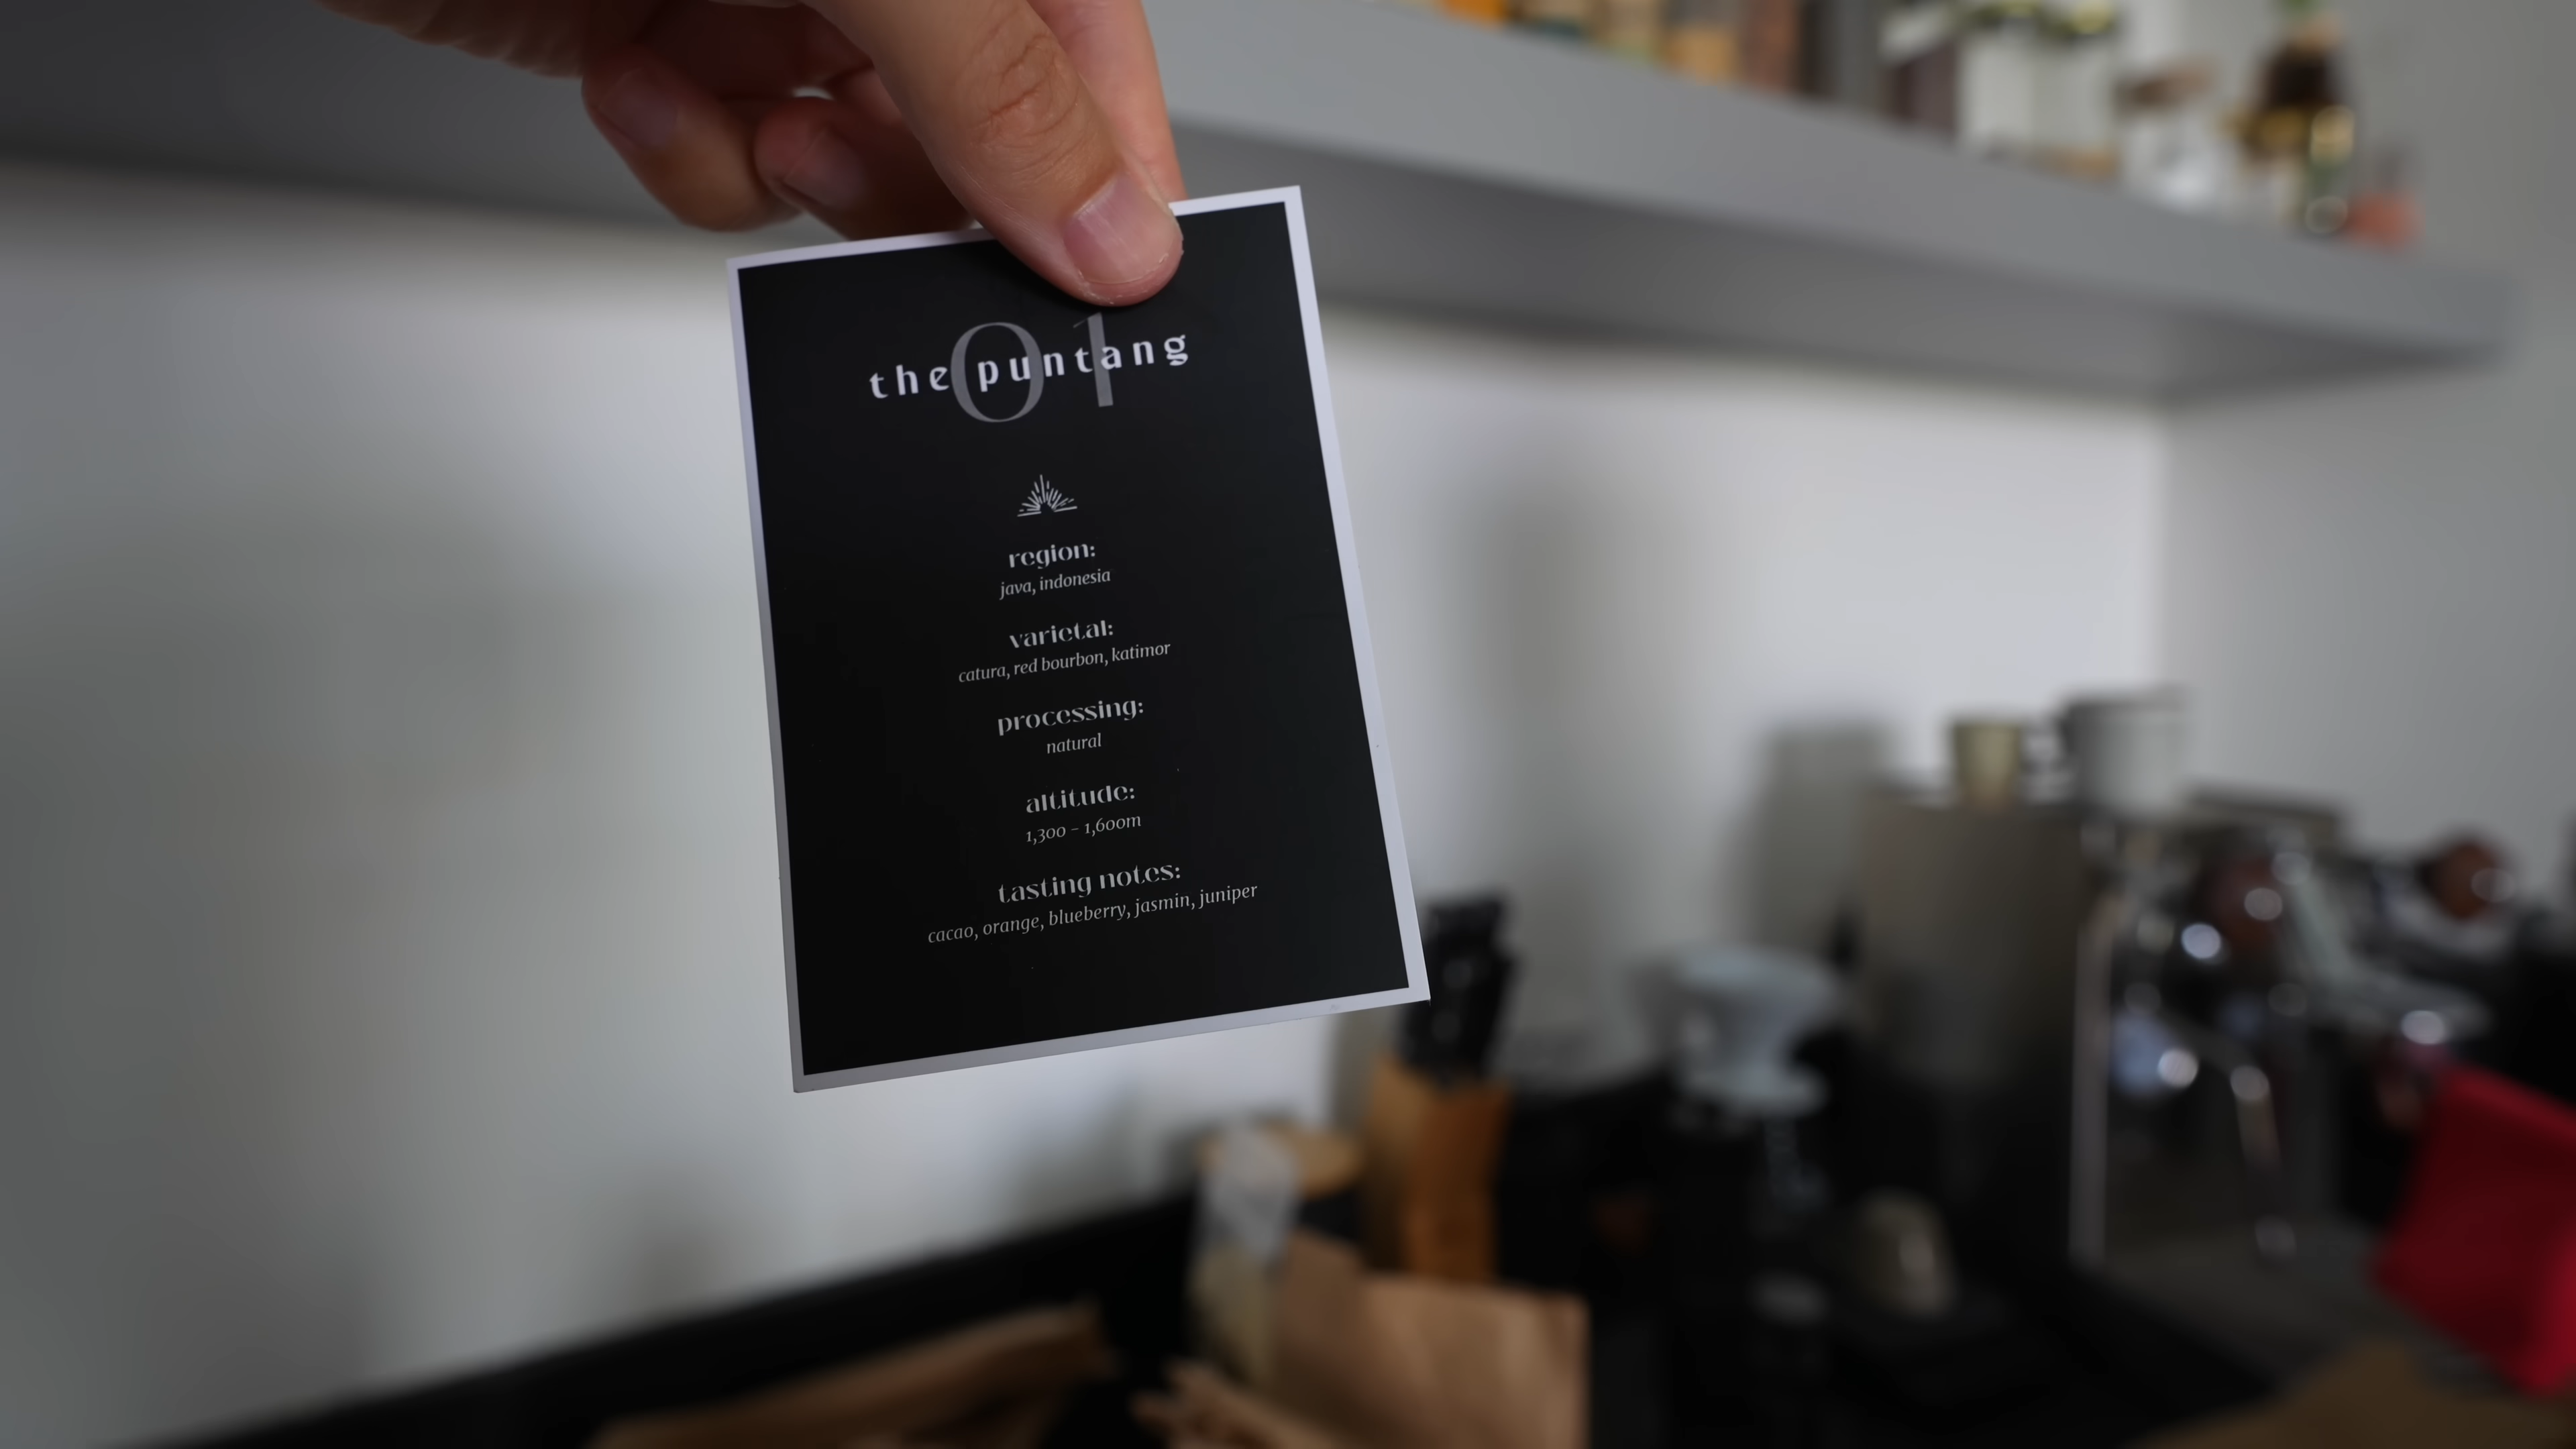 01
the puntang
region:
java, indonesia
varietal:
catura, red bourbon, katimor
processing:
natural
altitude:
1,300 - 1,600m
tasting notes:
cacao, orange, blueberry, jasmin, juniper